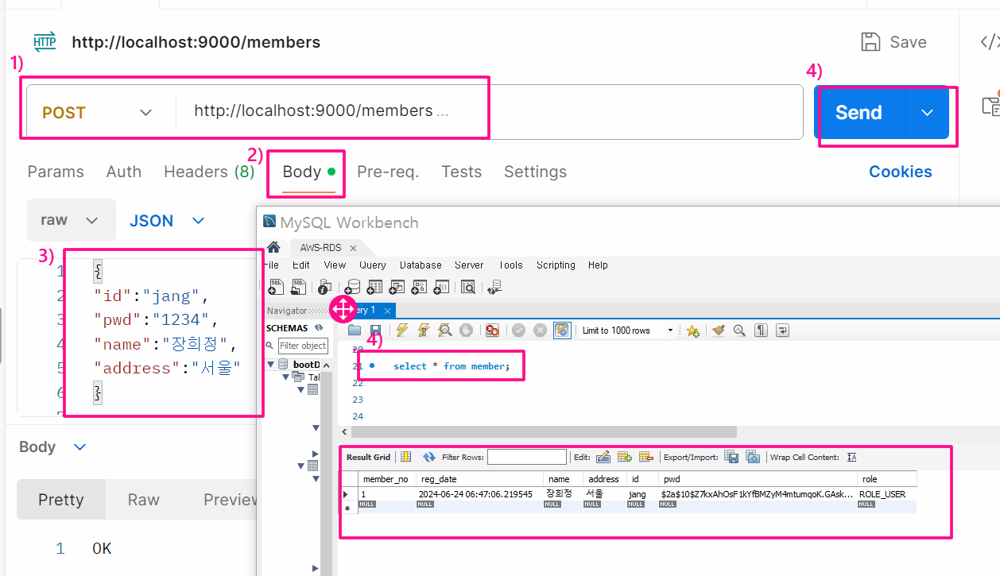 HTTP http://localhost:9000/members
Save
1)
4)
POST http://localhost:9000/members ...
Send
2)
Params Auth Headers (8) Body Pre-req. Tests Settings
Cookies
raw JSON
3)
1 {
2 "id":"jang",
3 "pwd":"1234",
4 "name":"장희정",
5 "address":"서울"
6 }
Body
Pretty Raw Preview
1 OK
MySQL Workbench
AWS-RDS
File Edit View Query Database Server Tools Scripting Help
Navigator
ery 1
SCHEMAS
Limit to 1000 rows
Filter object
4)
20
bootD
21 select * from member;
Tal
22
23
24
Result Grid Filter Rows: Edit: Export/Import: Wrap Cell Content: IA
member_no reg_date name address id pwd role
1 2024-06-24 06:47:06.219545 장희정 서울 jang $2a$10$Z7kxAhOsF1kYfBMZyM4mtumqoK.GAsk... ROLE_USER
NULL NULL NULL NULL NULL NULL NULL